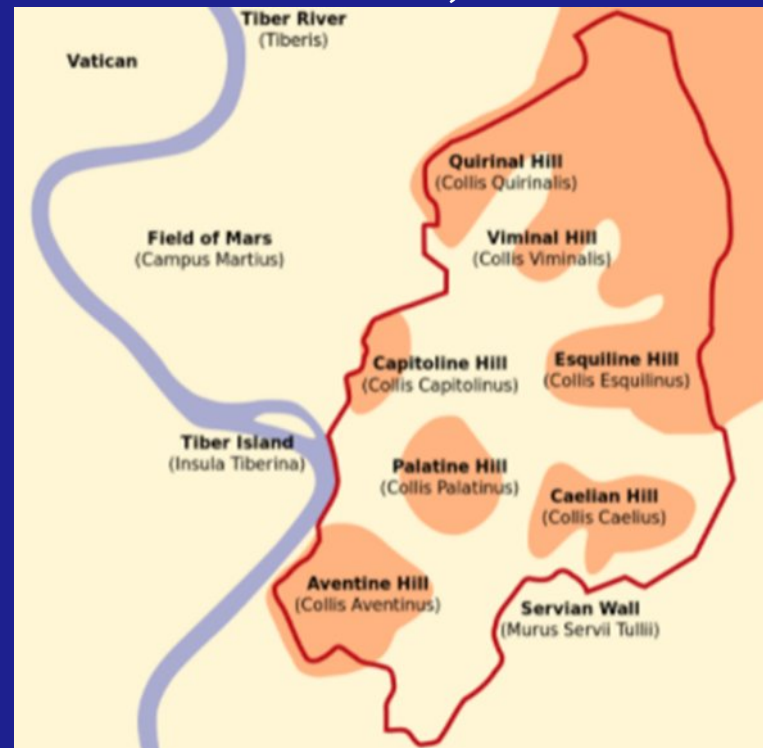 Tiber River
(Tiberis)
Vatican
Quirinal Hill
(Collis Quirinalis)
Field of Mars
(Campus Martius)
Viminal Hill
(Collis Viminalis)
Capitoline Hill
(Collis Capitolinus)
Esquiline Hill
(Collis Esquilinus)
Tiber Island
(Insula Tiberina)
Palatine Hill
(Collis Palatinus)
Caelian Hill
(Collis Caelius)
Aventine Hill
(Collis Aventinus)
Servian Wall
(Murus Servii Tullii)